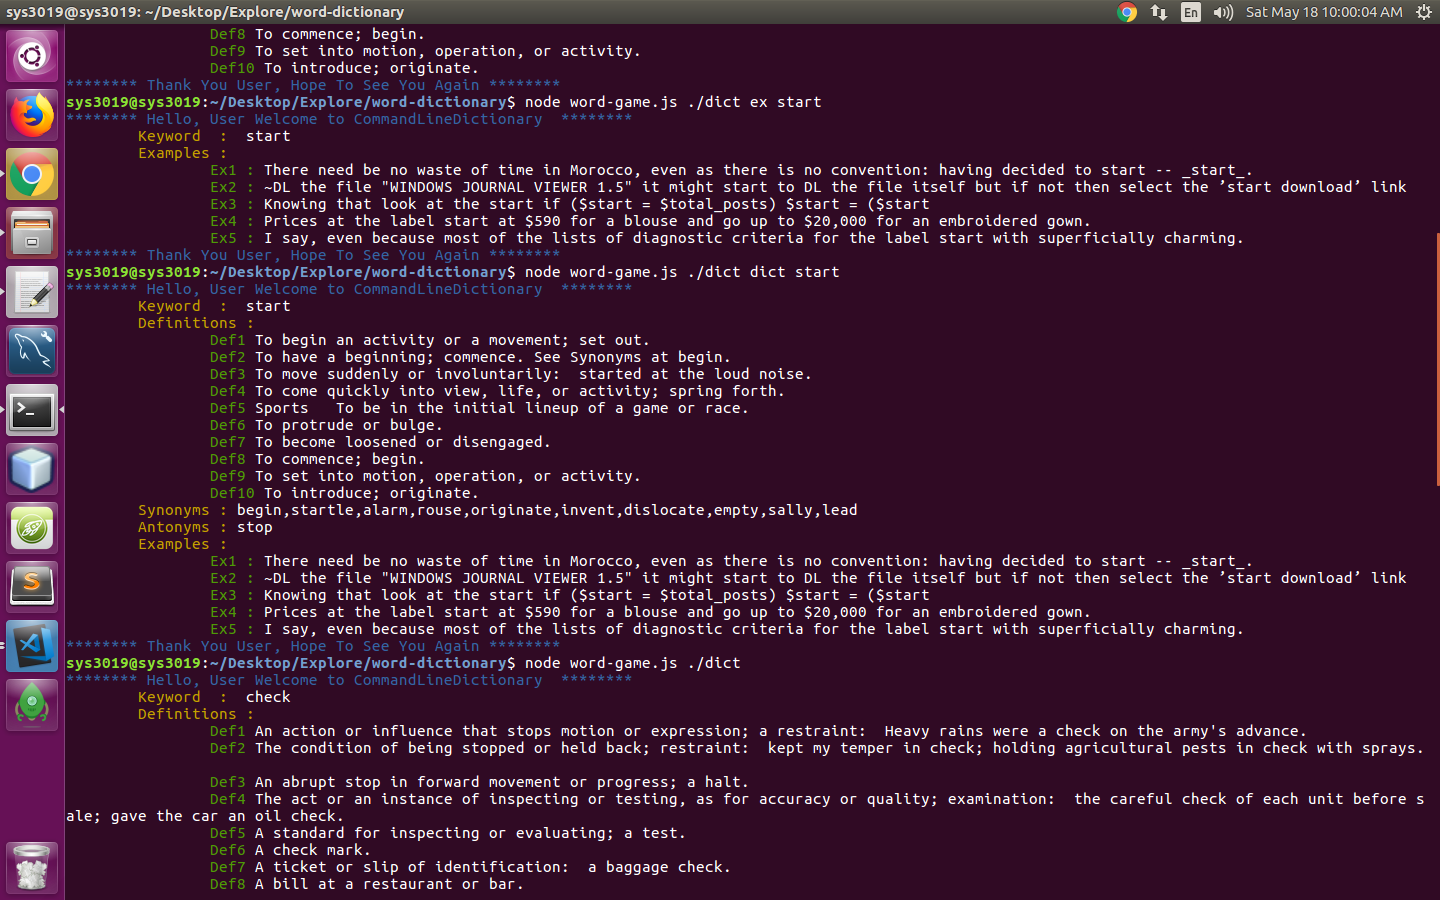 sys3019@sys3019: ~/Desktop/Explore/word-dictionary En Sat May 18 10:00:04 AM
Def8 To commence; begin.
Def9 To set into motion, operation, or activity.
Def10 To introduce; originate.
******** Thank You User, Hope To See You Again ********
sys3019@sys3019:~/Desktop/Explore/word-dictionary$ node word-game.js ./dict ex start
******** Hello, User Welcome to CommandLineDictionary  ********
Keyword  :  start
Examples :
Ex1 : There need be no waste of time in Morocco, even as there is no convention: having decided to start -- _start_.
Ex2 : ~DL the file "WINDOWS JOURNAL VIEWER 1.5" it might start to DL the file itself but if not then select the ’start download’ link
Ex3 : Knowing that look at the start if ($start = $total_posts) $start = ($start
Ex4 : Prices at the label start at $590 for a blouse and go up to $20,000 for an embroidered gown.
Ex5 : I say, even because most of the lists of diagnostic criteria for the label start with superficially charming.
******** Thank You User, Hope To See You Again ********
sys3019@sys3019:~/Desktop/Explore/word-dictionary$ node word-game.js ./dict dict start
******** Hello, User Welcome to CommandLineDictionary  ********
Keyword  :  start
Definitions :
Def1 To begin an activity or a movement; set out.
Def2 To have a beginning; commence. See Synonyms at begin.
Def3 To move suddenly or involuntarily:  started at the loud noise.
Def4 To come quickly into view, life, or activity; spring forth.
Def5 Sports   To be in the initial lineup of a game or race.
Def6 To protrude or bulge.
Def7 To become loosened or disengaged.
Def8 To commence; begin.
Def9 To set into motion, operation, or activity.
Def10 To introduce; originate.
Synonyms : begin,startle,alarm,rouse,originate,invent,dislocate,empty,sally,lead
Antonyms : stop
Examples :
Ex1 : There need be no waste of time in Morocco, even as there is no convention: having decided to start -- _start_.
Ex2 : ~DL the file "WINDOWS JOURNAL VIEWER 1.5" it might start to DL the file itself but if not then select the ’start download’ link
Ex3 : Knowing that look at the start if ($start = $total_posts) $start = ($start
Ex4 : Prices at the label start at $590 for a blouse and go up to $20,000 for an embroidered gown.
Ex5 : I say, even because most of the lists of diagnostic criteria for the label start with superficially charming.
******** Thank You User, Hope To See You Again ********
sys3019@sys3019:~/Desktop/Explore/word-dictionary$ node word-game.js ./dict
******** Hello, User Welcome to CommandLineDictionary  ********
Keyword  :  check
Definitions :
Def1 An action or influence that stops motion or expression; a restraint:  Heavy rains were a check on the army's advance.
Def2 The condition of being stopped or held back; restraint:  kept my temper in check; holding agricultural pests in check with sprays.
Def3 An abrupt stop in forward movement or progress; a halt.
Def4 The act or an instance of inspecting or testing, as for accuracy or quality; examination:  the careful check of each unit before s
ale; gave the car an oil check.
Def5 A standard for inspecting or evaluating; a test.
Def6 A check mark.
Def7 A ticket or slip of identification:  a baggage check.
Def8 A bill at a restaurant or bar.